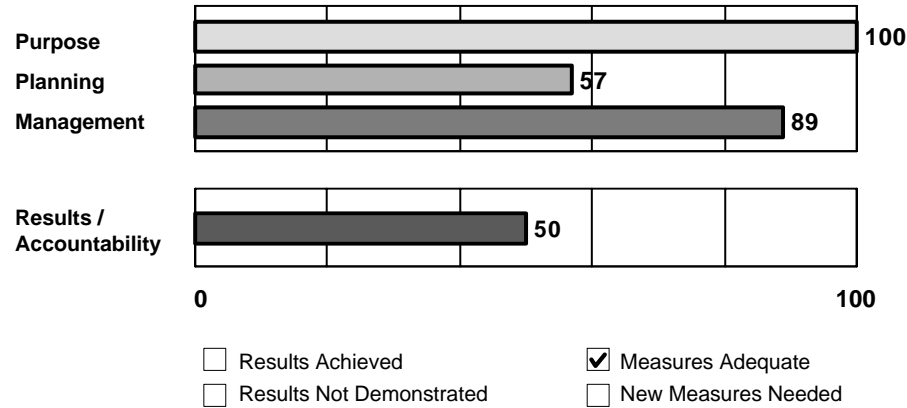 Purpose 100
Planning 57
Management 89
Results /
Accountability
50
0 100
Results Achieved Measures Adequate
Results Not Demonstrated New Measures Needed